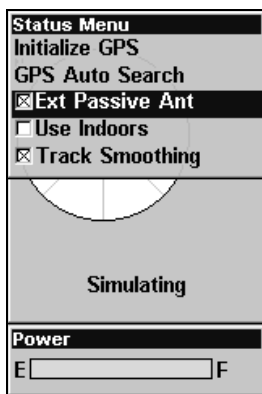 Status Menu
Initialize GPS
GPS Auto Search
Ext Passive Ant
Use Indoors
Track Smoothing
Simulating
Power
E F